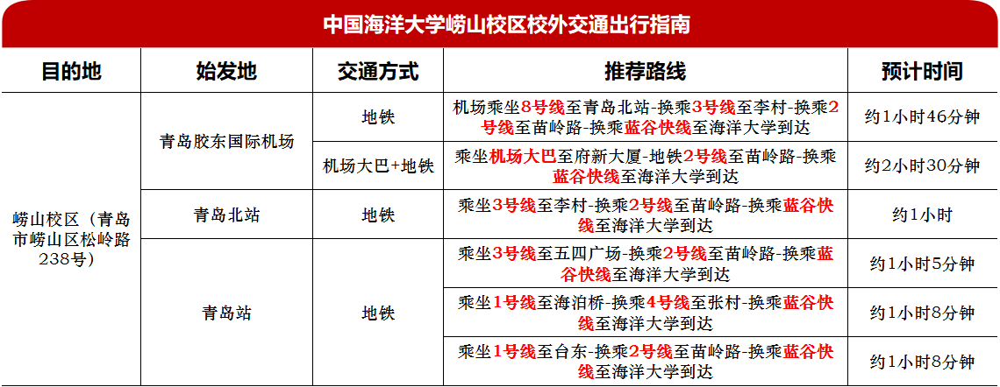 中国海洋大学崂山校区校外交通出行指南
目的地
始发地
交通方式
推荐路线
预计时间
崂山校区（青岛
市崂山区松岭路
238号）
青岛胶东国际机场
地铁
机场乘坐8号线至青岛北站-换乘3号线至李村-换乘2
号线至苗岭路-换乘蓝谷快线至海洋大学到达
约1小时46分钟
机场大巴+地铁
乘坐机场大巴至府新大厦-地铁2号线至苗岭路-换乘
蓝谷快线至海洋大学到达
约2小时30分钟
青岛北站
地铁
乘坐3号线至李村-换乘2号线至苗岭路-换乘蓝谷快
线至海洋大学到达
约1小时
青岛站
地铁
乘坐3号线至五四广场-换乘2号线至苗岭路-换乘蓝
谷快线至海洋大学到达
约1小时5分钟
乘坐1号线至海泊桥-换乘4号线至张村-换乘蓝谷快
线至海洋大学到达
约1小时8分钟
乘坐1号线至台东-换乘2号线至苗岭路-换乘蓝谷快
线至海洋大学到达
约1小时8分钟